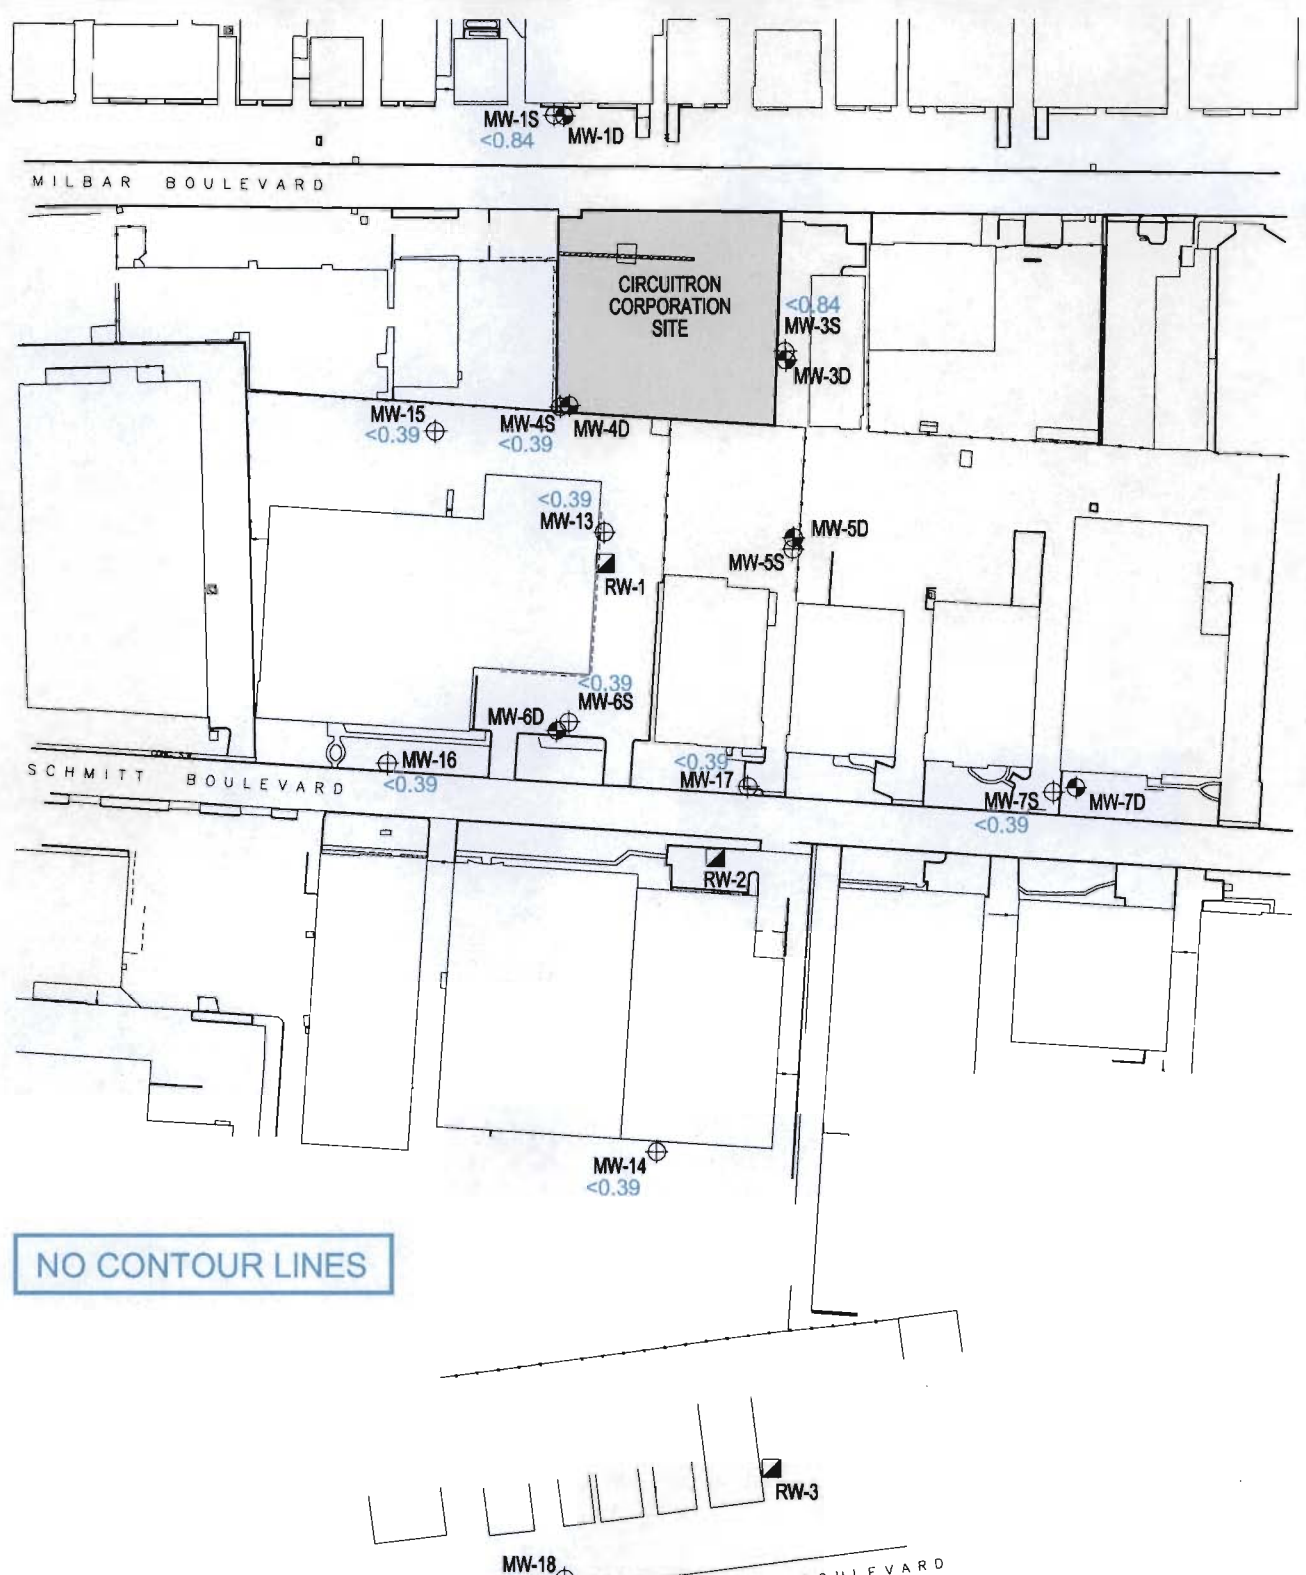 MW-1S
<0.84
MW-1D
MILBAR BOULEVARD
CIRCUITRON
CORPORATION
SITE
<0.84
MW-3S
MW-3D
MW-15
<0.39
MW-4S
<0.39
MW-4D
<0.39
MW-13
MW-5D
MW-5S
RW-1
<0.39
MW-6S
MW-6D
MW-16
<0.39
<0.39
MW-17
SCHMITT BOULEVARD
MW-7S
<0.39
MW-7D
RW-2
MW-14
<0.39
NO CONTOUR LINES
RW-3
MW-18